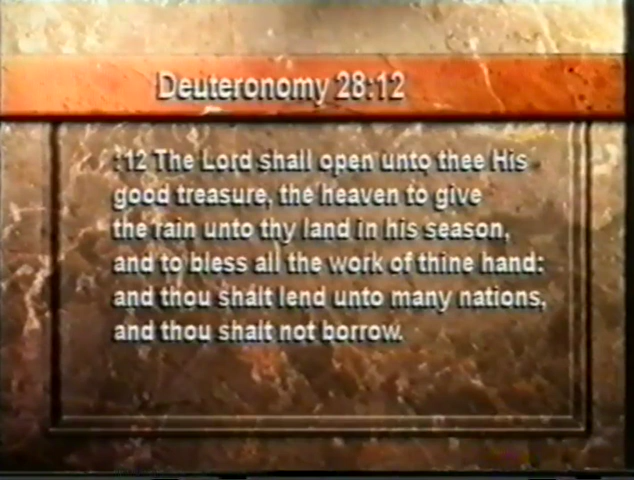 Deuteronomy 28:12
:12 The Lord shall open unto thee His
good treasure, the heaven to give
the rain unto thy land in his season,
and to bless all the work of thine hand:
and thou shalt lend unto many nations,
and thou shalt not borrow.